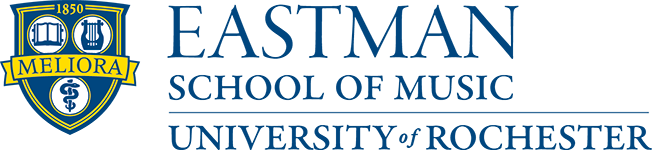 1850
MELIORA
EASTMAN
SCHOOL OF MUSIC
UNIVERSITY of ROCHESTER